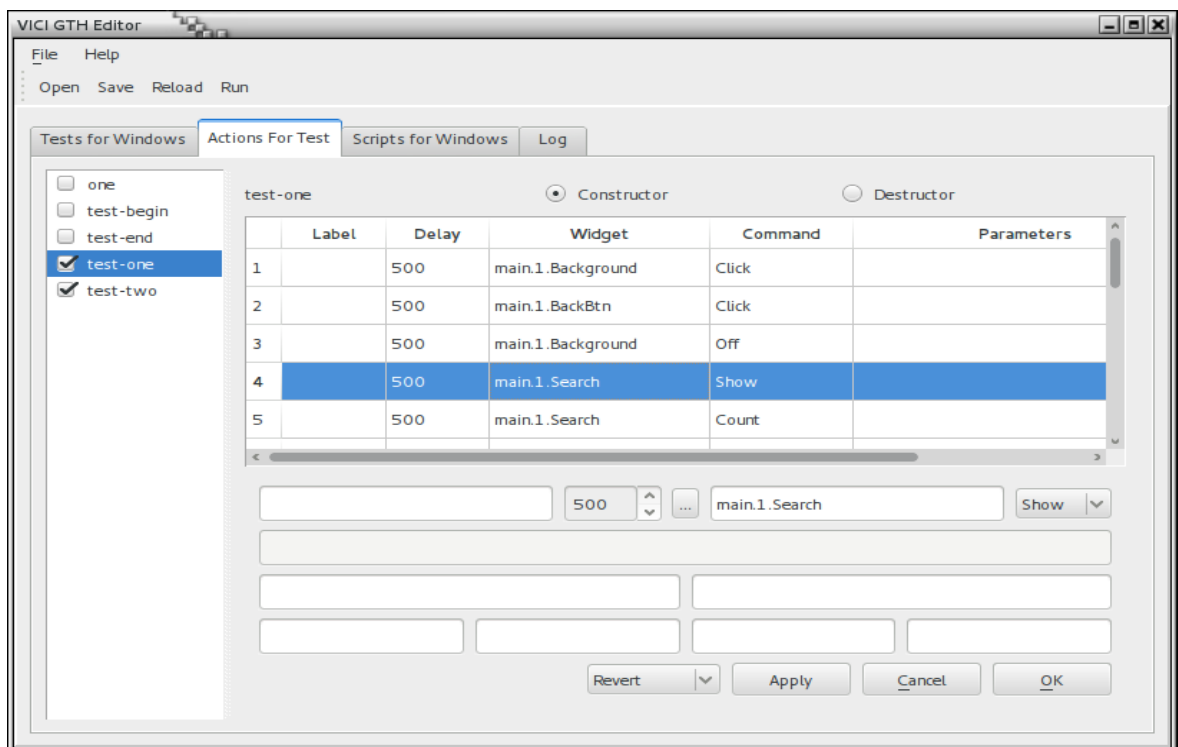 VICI GTH Editor
File Help
Open Save Reload Run
Tests for Windows Actions For Test Scripts for Windows Log
one
test-begin
test-end
test-one
test-two
test-one Constructor Destructor
Label Delay Widget Command Parameters
1 500 main.1.Background Click
2 500 main.1.BackBtn Click
3 500 main.1.Background Off
4 500 main.1.Search Show
5 500 main.1.Search Count
500 ... main.1.Search Show
Revert Apply Cancel OK